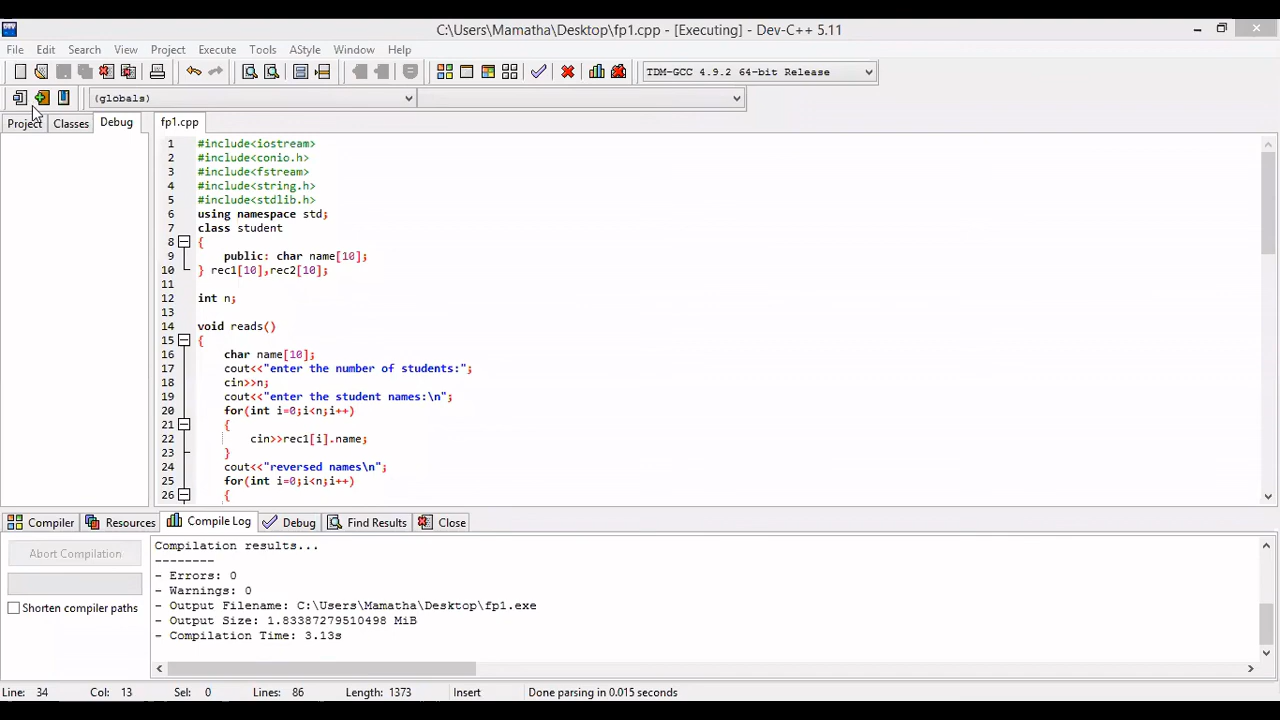 C:\Users\Mamatha\Desktop\fp1.cpp - [Executing] - Dev-C++ 5.11
File Edit Search View Project Execute Tools AStyle Window Help
TDM-GCC 4.9.2 64-bit Release
(globals)
Project Classes Debug fp1.cpp
1 #include<iostream>
2 #include<conio.h>
3 #include<fstream>
4 #include<string.h>
5 #include<stdlib.h>
6 using namespace std;
7 class student
8 {
9 public: char name[10];
10 } rec1[10],rec2[10];
11
12 int n;
13
14 void reads()
15 {
16 char name[10];
17 cout<<"enter the number of students:";
18 cin>>n;
19 cout<<"enter the student names:\n";
20 for(int i=0;i<n;i++)
21 {
22 cin>>rec1[i].name;
23 }
24 cout<<"reversed names\n";
25 for(int i=0;i<n;i++)
26 {
Compiler Resources Compile Log Debug Find Results Close
Abort Compilation
Shorten compiler paths
Compilation results...
--------
- Errors: 0
- Warnings: 0
- Output Filename: C:\Users\Mamatha\Desktop\fp1.exe
- Output Size: 1.83387279510498 MiB
- Compilation Time: 3.13s
Line: 34 Col: 13 Sel: 0 Lines: 86 Length: 1373 Insert Done parsing in 0.015 seconds